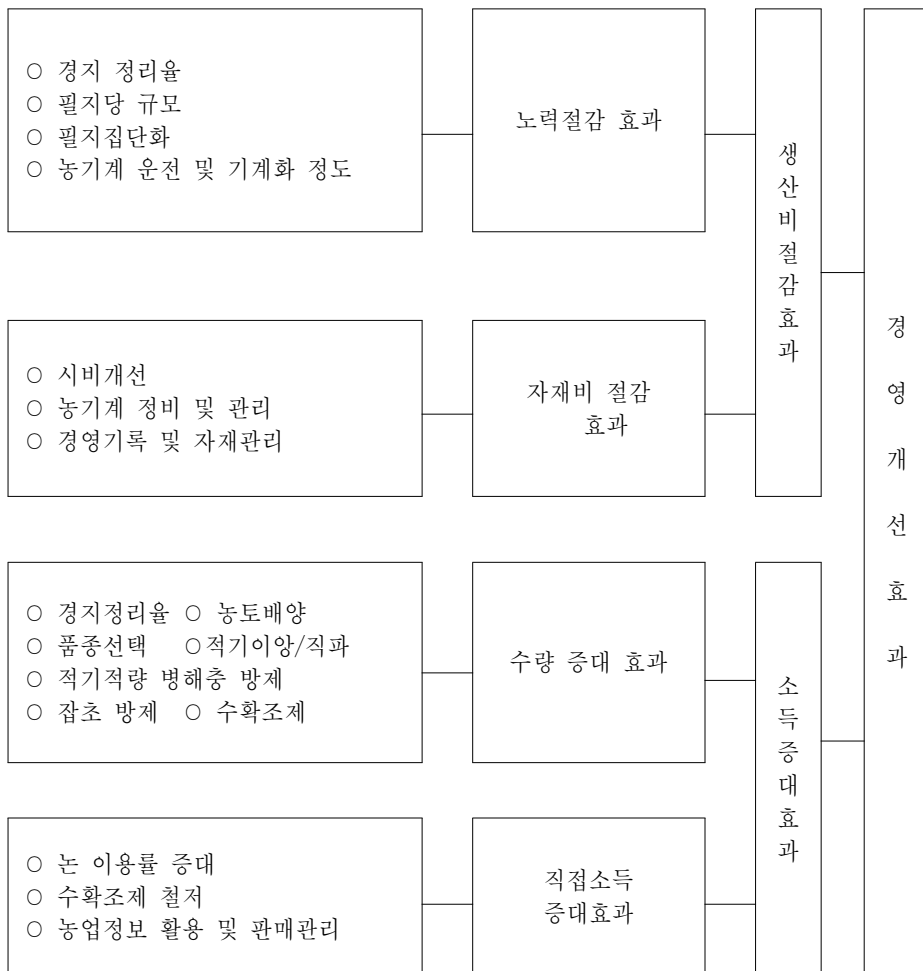 ○ 경지 정리율
○ 필지당 규모
○ 필지집단화
○ 농기계 운전 및 기계화 정도
노력절감 효과
○ 시비개선
○ 농기계 정비 및 관리
○ 경영기록 및 자재관리
자재비 절감
효과
생산비절감효과
○ 경지정리율 ○ 농토배양
○ 품종선택 ○적기이앙/직파
○ 적기적량 병해충 방제
○ 잡초 방제 ○ 수확조제
수량 증대 효과
○ 논 이용률 증대
○ 수확조제 철저
○ 농업정보 활용 및 판매관리
직접소득
증대효과
소득증대효과
경영개선효과